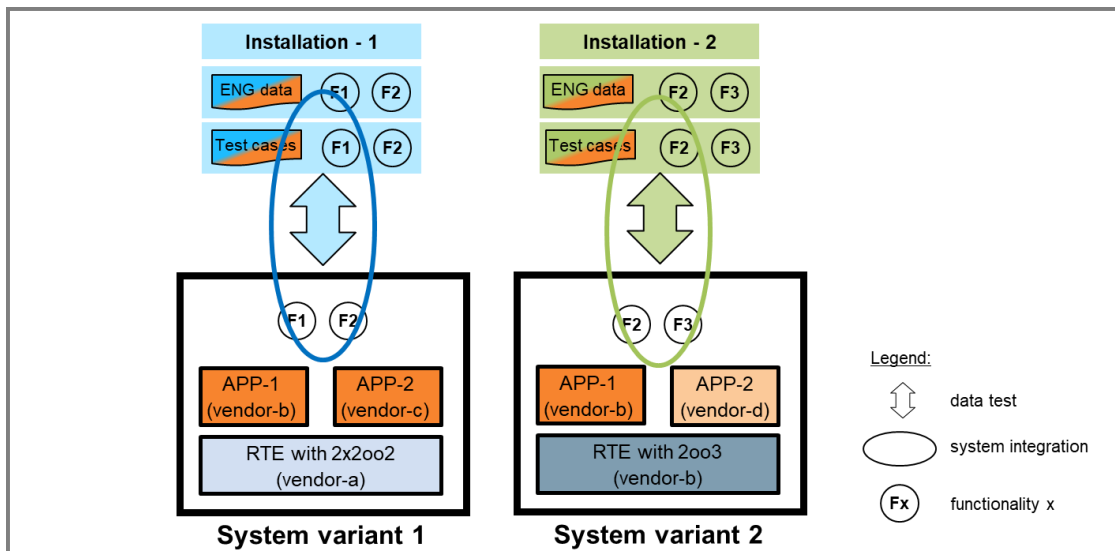 Installation - 1
ENG data F1 F2
Test cases F1 F2
F1 F2
APP-1
(vendor-b)
APP-2
(vendor-c)
RTE with 2x2oo2
(vendor-a)
System variant 1
Installation - 2
ENG data F2 F3
Test cases F2 F3
F2 F3
APP-1
(vendor-b)
APP-2
(vendor-d)
RTE with 2oo3
(vendor-b)
System variant 2
Legend:
data test
system integration
Fx functionality x